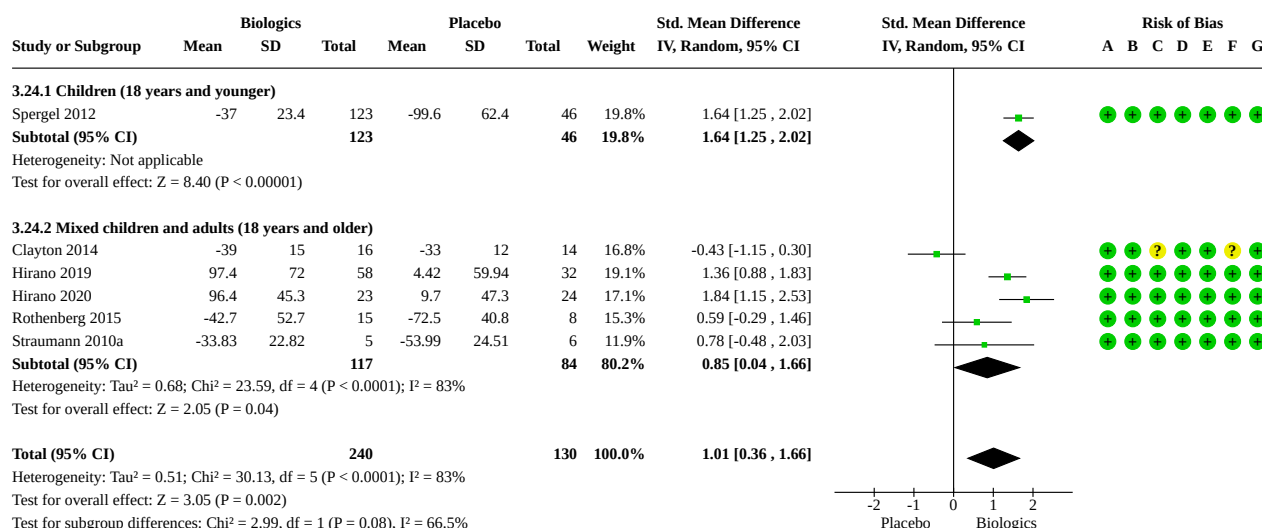 Biologics Placebo Std. Mean Difference Std. Mean Difference Risk of Bias
Study or Subgroup Mean SD Total Mean SD Total Weight IV, Random, 95% CI IV, Random, 95% CI A B C D E F G
3.24.1 Children (18 years and younger)
Spergel 2012 -37 23.4 123 -99.6 62.4 46 19.8% 1.64 [1.25 , 2.02] + + + + + + +
Subtotal (95% CI) 123 46 19.8% 1.64 [1.25 , 2.02]
Heterogeneity: Not applicable
Test for overall effect: Z = 8.40 (P < 0.00001)
3.24.2 Mixed children and adults (18 years and older)
Clayton 2014 -39 15 16 -33 12 14 16.8% -0.43 [-1.15 , 0.30] + + ? + + ? +
Hirano 2019 97.4 72 58 4.42 59.94 32 19.1% 1.36 [0.88 , 1.83] + + + + + + +
Hirano 2020 96.4 45.3 23 9.7 47.3 24 17.1% 1.84 [1.15 , 2.53] + + + + + + +
Rothenberg 2015 -42.7 52.7 15 -72.5 40.8 8 15.3% 0.59 [-0.29 , 1.46] + + + + + + +
Straumann 2010a -33.83 22.82 5 -53.99 24.51 6 11.9% 0.78 [-0.48 , 2.03] + + + + + + +
Subtotal (95% CI) 117 84 80.2% 0.85 [0.04 , 1.66]
Heterogeneity: Tau² = 0.68; Chi² = 23.59, df = 4 (P < 0.0001); I² = 83%
Test for overall effect: Z = 2.05 (P = 0.04)
Total (95% CI) 240 130 100.0% 1.01 [0.36 , 1.66]
Heterogeneity: Tau² = 0.51; Chi² = 30.13, df = 5 (P < 0.0001); I² = 83%
Test for overall effect: Z = 3.05 (P = 0.002)
-2 -1 0 1 2
Test for subgroup differences: Chi² = 2.99, df = 1 (P = 0.08), I² = 66.5%
Placebo Biologics